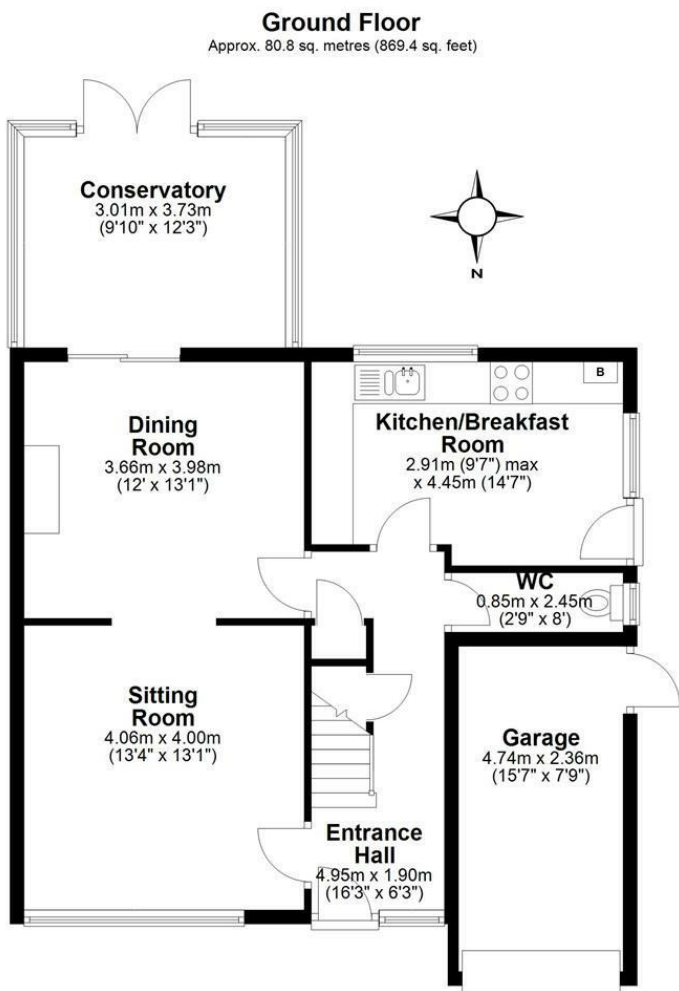 Ground Floor
Approx. 80.8 sq. metres (869.4 sq. feet)
Conservatory
3.01m x 3.73m
(9'10" x 12'3")
N
B
Dining
Room
3.66m x 3.98m
(12' x 13'1")
Kitchen/Breakfast
Room
2.91m (9'7") max
x 4.45m (14'7")
WC
0.85m x 2.45m
(2'9" x 8')
Sitting
Room
4.06m x 4.00m
(13'4" x 13'1")
Garage
4.74m x 2.36m
(15'7" x 7'9")
Entrance
Hall
4.95m x 1.90m
(16'3" x 6'3")